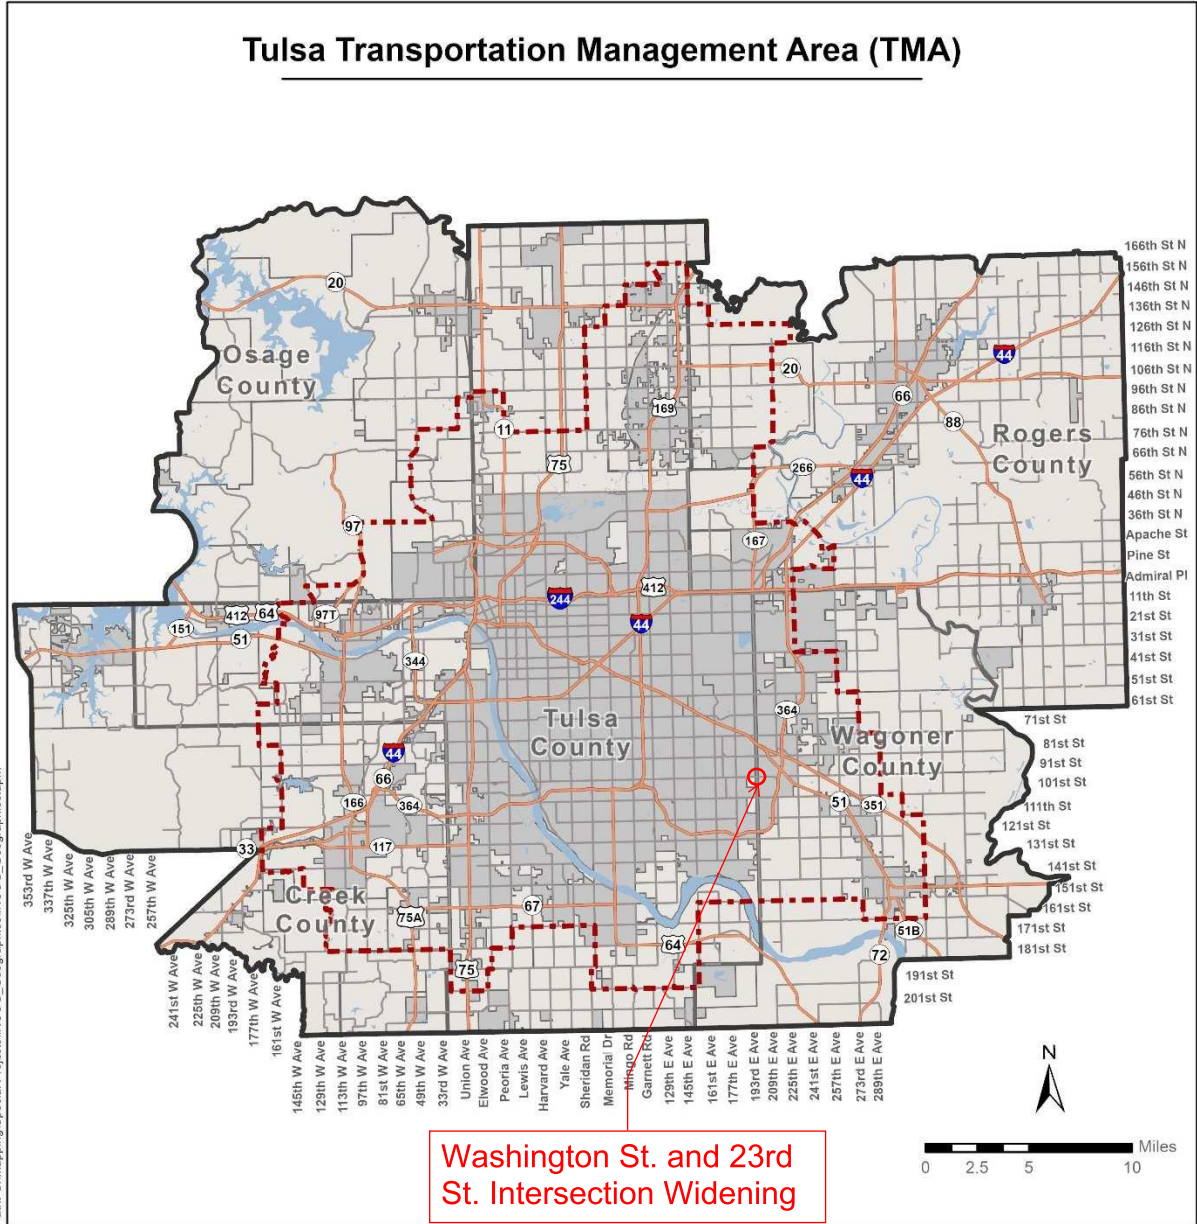 Tulsa Transportation Management Area (TMA)
166th St N
156th St N
146th St N
136th St N
126th St N
116th St N
106th St N
96th St N
86th St N
76th St N
66th St N
56th St N
46th St N
36th St N
Apache St
Pine St
Admiral Pl
11th St
21st St
31st St
41st St
51st St
61st St
71st St
81st St
91st St
101st St
111th St
121st St
131st St
141st St
151st St
161st St
171st St
181st St
191st St
201st St
20
Osage
County
44
20
66
169
11
88
Rogers
County
75
266
44
97
167
412
244
44
412
64
97T
151
51
344
Tulsa
County
364
Wagoner
County
44
66
166
364
51
351
33
117
Creek
County
75A
67
64
51B
75
72
353rd W Ave
337th W Ave
325th W Ave
305th W Ave
289th W Ave
273rd W Ave
257th W Ave
241st W Ave
225th W Ave
209th W Ave
193rd W Ave
177th W Ave
161st W Ave
145th W Ave
129th W Ave
113th W Ave
97th W Ave
81st W Ave
65th W Ave
49th W Ave
33rd W Ave
Union Ave
Elwood Ave
Peoria Ave
Lewis Ave
Harvard Ave
Yale Ave
Sheridan Rd
Memorial Dr
Mingo Rd
Garnett Rd
129th E Ave
145th E Ave
161st E Ave
177th E Ave
193rd E Ave
209th E Ave
225th E Ave
241st E Ave
257th E Ave
273rd E Ave
289th E Ave
N
Miles
0 2.5 5 10
Washington St. and 23rd
St. Intersection Widening